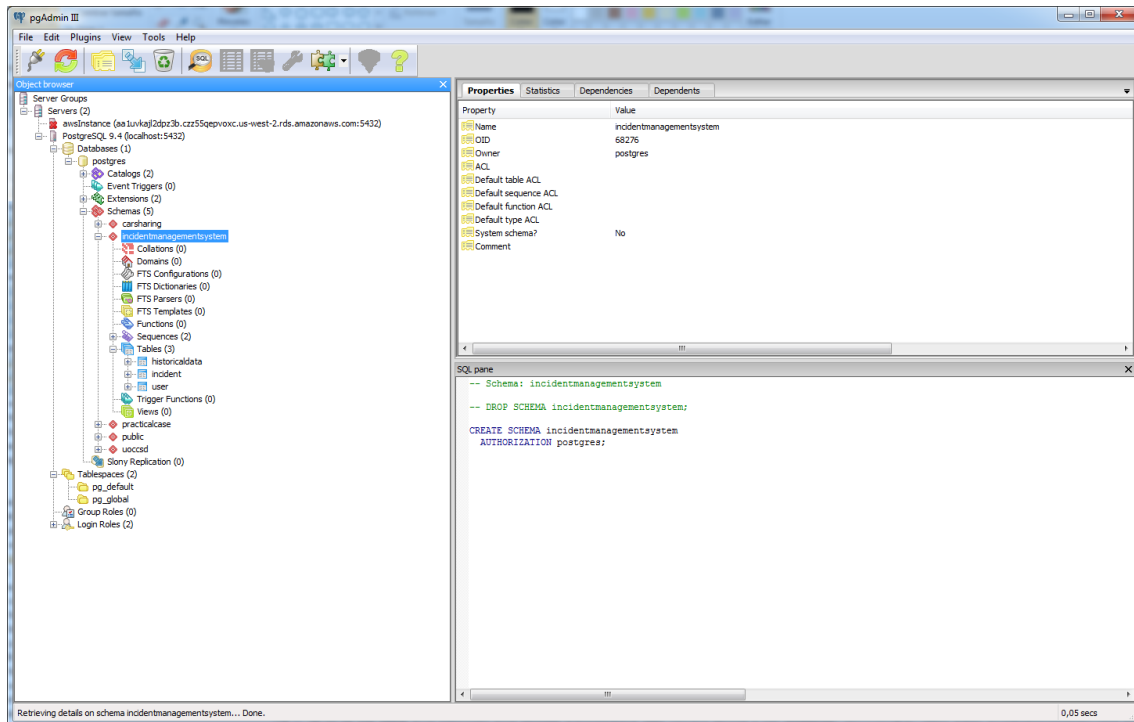 pgAdmin III
File Edit Plugins View Tools Help
SQL
Object browser
Server Groups
Servers (2)
awsInstance (aa1uvkajl2dpz3b.czz55qepvoxc.us-west-2.rds.amazonaws.com:5432)
PostgreSQL 9.4 (localhost:5432)
Databases (1)
postgres
Catalogs (2)
Event Triggers (0)
Extensions (2)
Schemas (5)
carsharing
incidentmanagementsystem
Collations (0)
Domains (0)
FTS Configurations (0)
FTS Dictionaries (0)
FTS Parsers (0)
FTS Templates (0)
Functions (0)
Sequences (2)
Tables (3)
historicaldata
incident
user
Trigger Functions (0)
Views (0)
practicalcase
public
uoccsd
Slony Replication (0)
Tablespaces (2)
pg_default
pg_global
Group Roles (0)
Login Roles (2)
Properties Statistics Dependencies Dependents
Property Value
Name incidentmanagementsystem
OID 68276
Owner postgres
ACL
Default table ACL
Default sequence ACL
Default function ACL
Default type ACL
System schema? No
Comment
SQL pane
-- Schema: incidentmanagementsystem
-- DROP SCHEMA incidentmanagementsystem;
CREATE SCHEMA incidentmanagementsystem
AUTHORIZATION postgres;
Retrieving details on schema incidentmanagementsystem... Done. 0,05 secs